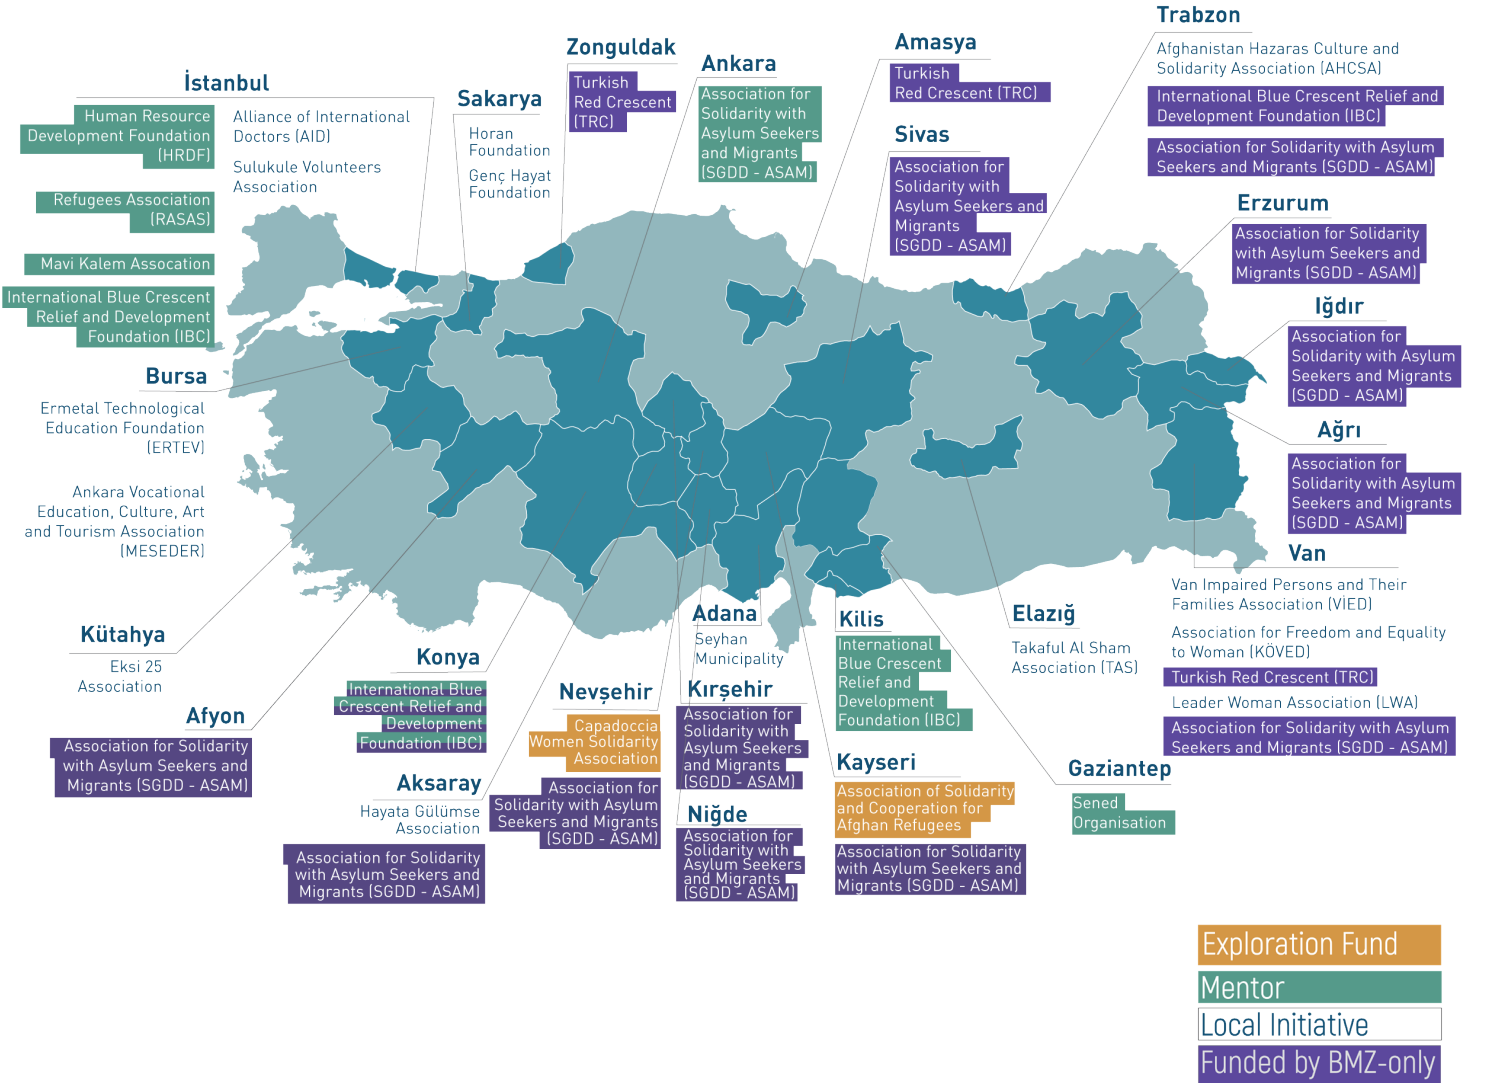 Trabzon
Afghanistan Hazaras Culture and
Solidarity Association (AHCSA)
International Blue Crescent Relief and
Development Foundation (IBC)
Association for Solidarity with Asylum
Seekers and Migrants (SGDD - ASAM)
Amasya
Turkish
Red Crescent (TRC)
Zonguldak
Turkish
Red Crescent
(TRC)
Ankara
Association for
Solidarity with
Asylum Seekers
and Migrants
(SGDD - ASAM)
İstanbul
Human Resource
Development Foundation
(HRDF)
Refugees Association
(RASAS)
Mavi Kalem Assocation
International Blue Crescent
Relief and Development
Foundation (IBC)
Alliance of International
Doctors (AID)
Sulukule Volunteers
Association
Sakarya
Horan
Foundation
Genç Hayat
Foundation
Sivas
Association for
Solidarity with
Asylum Seekers and
Migrants
(SGDD - ASAM)
Erzurum
Association for Solidarity
with Asylum Seekers and
Migrants (SGDD - ASAM)
Iğdır
Association for
Solidarity with Asylum
Seekers and Migrants
(SGDD - ASAM)
Bursa
Ermetal Technological
Education Foundation
(ERTEV)
Ankara Vocational
Education, Culture, Art
and Tourism Association
(MESEDER)
Ağrı
Association for
Solidarity with Asylum
Seekers and Migrants
(SGDD - ASAM)
Van
Van Impaired Persons and Their
Families Association (VİED)
Association for Freedom and Equality
to Woman (KÖVED)
Turkish Red Crescent (TRC)
Leader Woman Association (LWA)
Association for Solidarity with Asylum
Seekers and Migrants (SGDD - ASAM)
Kütahya
Eksi 25
Association
Afyon
Association for Solidarity
with Asylum Seekers and
Migrants (SGDD - ASAM)
Konya
International Blue
Crescent Relief and
Development
Foundation (IBC)
Aksaray
Hayata Gülümse
Association
Association for Solidarity
with Asylum Seekers and
Migrants (SGDD - ASAM)
Nevşehir
Capadoccia
Women Solidarity
Association
Association for
Solidarity with Asylum
Seekers and Migrants
(SGDD - ASAM)
Adana
Seyhan
Municipality
Kırşehir
Association for
Solidarity with
Asylum Seekers
and Migrants
(SGDD - ASAM)
Niğde
Association for
Solidarity with
Asylum Seekers
and Migrants
(SGDD - ASAM)
Kilis
International
Blue Crescent
Relief and
Development
Foundation (IBC)
Kayseri
Association of Solidarity
and Cooperation for
Afghan Refugees
Association for Solidarity
with Asylum Seekers and
Migrants (SGDD - ASAM)
Elazığ
Takaful Al Sham
Association (TAS)
Gaziantep
Sened
Organisation
Exploration Fund
Mentor
Local Initiative
Funded by BMZ-only